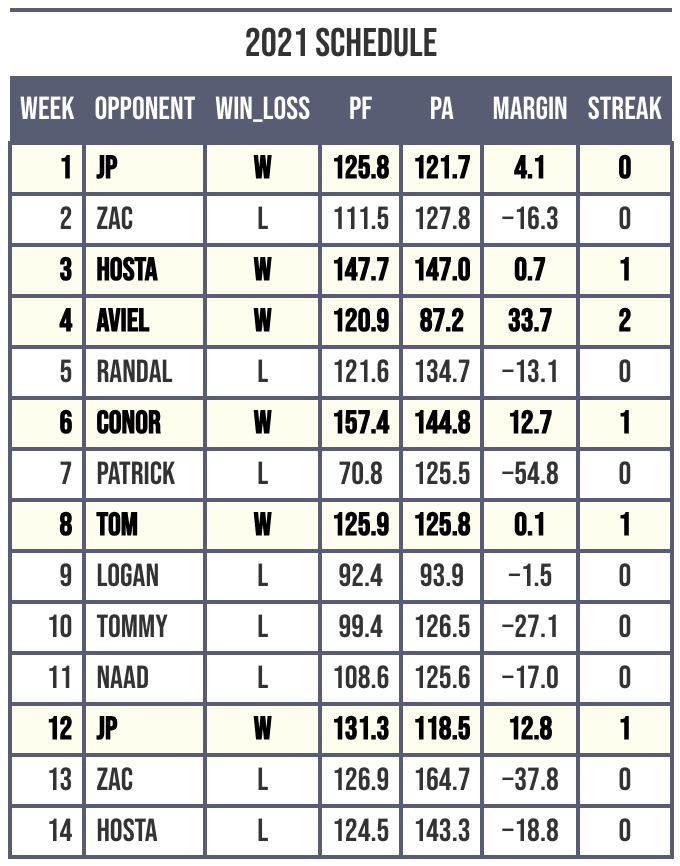 2021 SCHEDULE
WEEK OPPONENT WIN_LOSS PF PA MARGIN STREAK
1 JP W 125.8 121.7 4.1 0
2 ZAC L 111.5 127.8 −16.3 0
3 HOSTA W 147.7 147.0 0.7 1
4 AVIEL W 120.9 87.2 33.7 2
5 RANDAL L 121.6 134.7 −13.1 0
6 CONOR W 157.4 144.8 12.7 1
7 PATRICK L 70.8 125.5 −54.8 0
8 TOM W 125.9 125.8 0.1 1
9 LOGAN L 92.4 93.9 −1.5 0
10 TOMMY L 99.4 126.5 −27.1 0
11 NAAD L 108.6 125.6 −17.0 0
12 JP W 131.3 118.5 12.8 1
13 ZAC L 126.9 164.7 −37.8 0
14 HOSTA L 124.5 143.3 −18.8 0